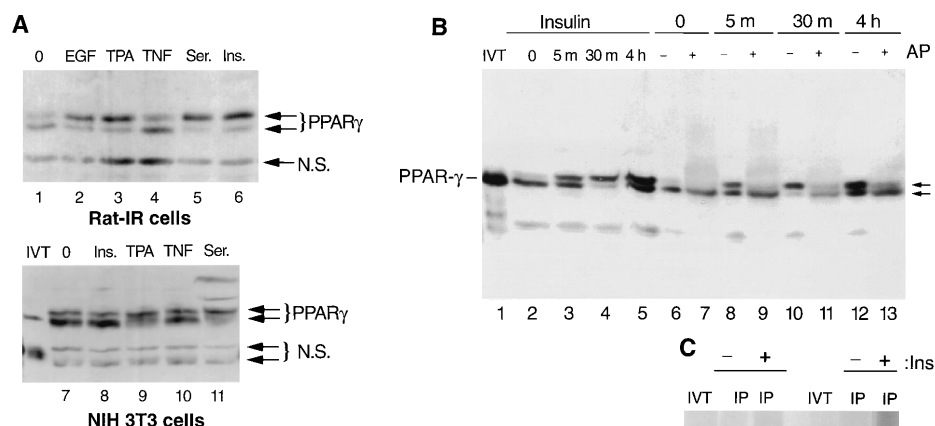 A
0 EGF TPA TNF Ser. Ins.
}PPARγ
N.S.
1 2 3 4 5 6
Rat-IR cells
IVT 0 Ins. TPA TNF Ser.
}PPARγ
} N.S.
7 8 9 10 11
NIH 3T3 cells
B
Insulin 0 5 m 30 m 4 h
IVT 0 5 m 30 m 4 h IVT – + – + – + – + AP
PPAR-γ –
1 2 3 4 5 6 7 8 9 10 11 12 13
C
– + – + :Ins
IVT IP IP IVT IP IP